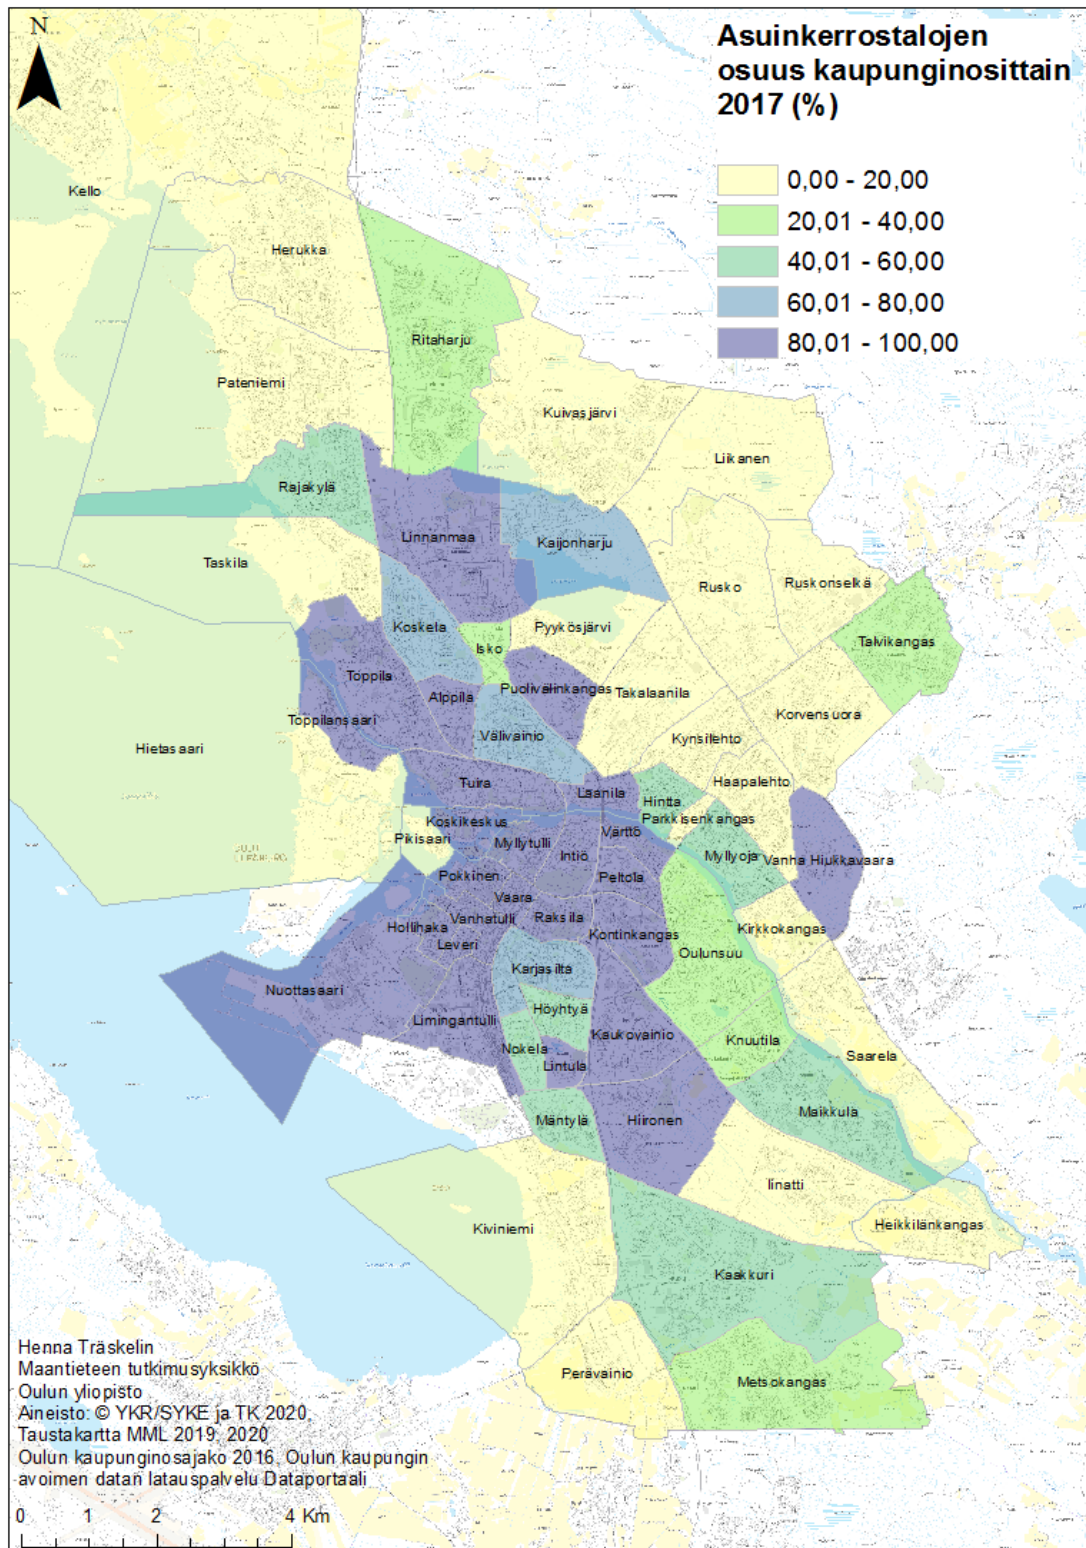 N
Asuinkerrostalojen
osuus kaupunginosittain
2017 (%)
0,00 - 20,00
20,01 - 40,00
40,01 - 60,00
60,01 - 80,00
80,01 - 100,00
Kello
Herukka
Ritaharju
Pateniemi
Kuivasjärvi
Liikanen
Rajakylä
Linnanmaa
Kaijonharju
Taskila
Rusko
Ruskonselkä
Koskela
Pyykösjärvi
Talvikangas
Isko
Toppila
Alppila
Puolivälinkangas
Takalaanila
Korvensuora
Toppilansaari
Välivainio
Kynsilehto
Hietasaari
Haapalehto
Tuira
Laanila
Hintta
Parkkisenkangas
Koskikeskus
Värttö
Pikisaari
Myllytulli
Intiö
Myllyoja
Vanha Hiukkavaara
Pokkinen
Peltola
Vaara
Hollihaka
Vanhatulli
Raksila
Kirkkokangas
Leveri
Kontinkangas
Oulunsuu
Karjasilta
Nuottasaari
Höyhtyä
Limingantulli
Kaukovainio
Nokela
Knuutila
Lintula
Saarela
Mäntylä
Hiironen
Maikkula
Iinatti
Kiviniemi
Heikkilänkangas
Kaakkuri
Perävainio
Metsokangas
Henna Träskelin
Maantieteen tutkimusyksikkö
Oulun yliopisto
Aineisto: © YKR/SYKE ja TK 2020,
Taustakartta MML 2019, 2020
Oulun kaupunginosajako 2016, Oulun kaupungin
avoimen datan latauspalvelu Dataportaali
0 1 2 4 Km